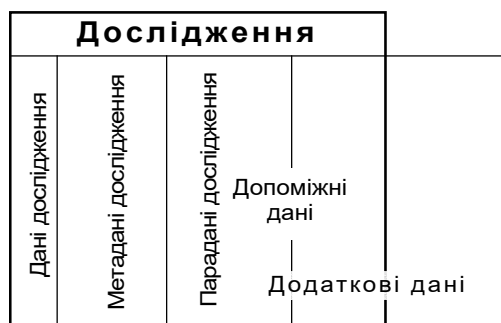 Дослідження
Дані дослідження
Метадані дослідження
Парадані дослідження
Допоміжні
дані
Додаткові дані